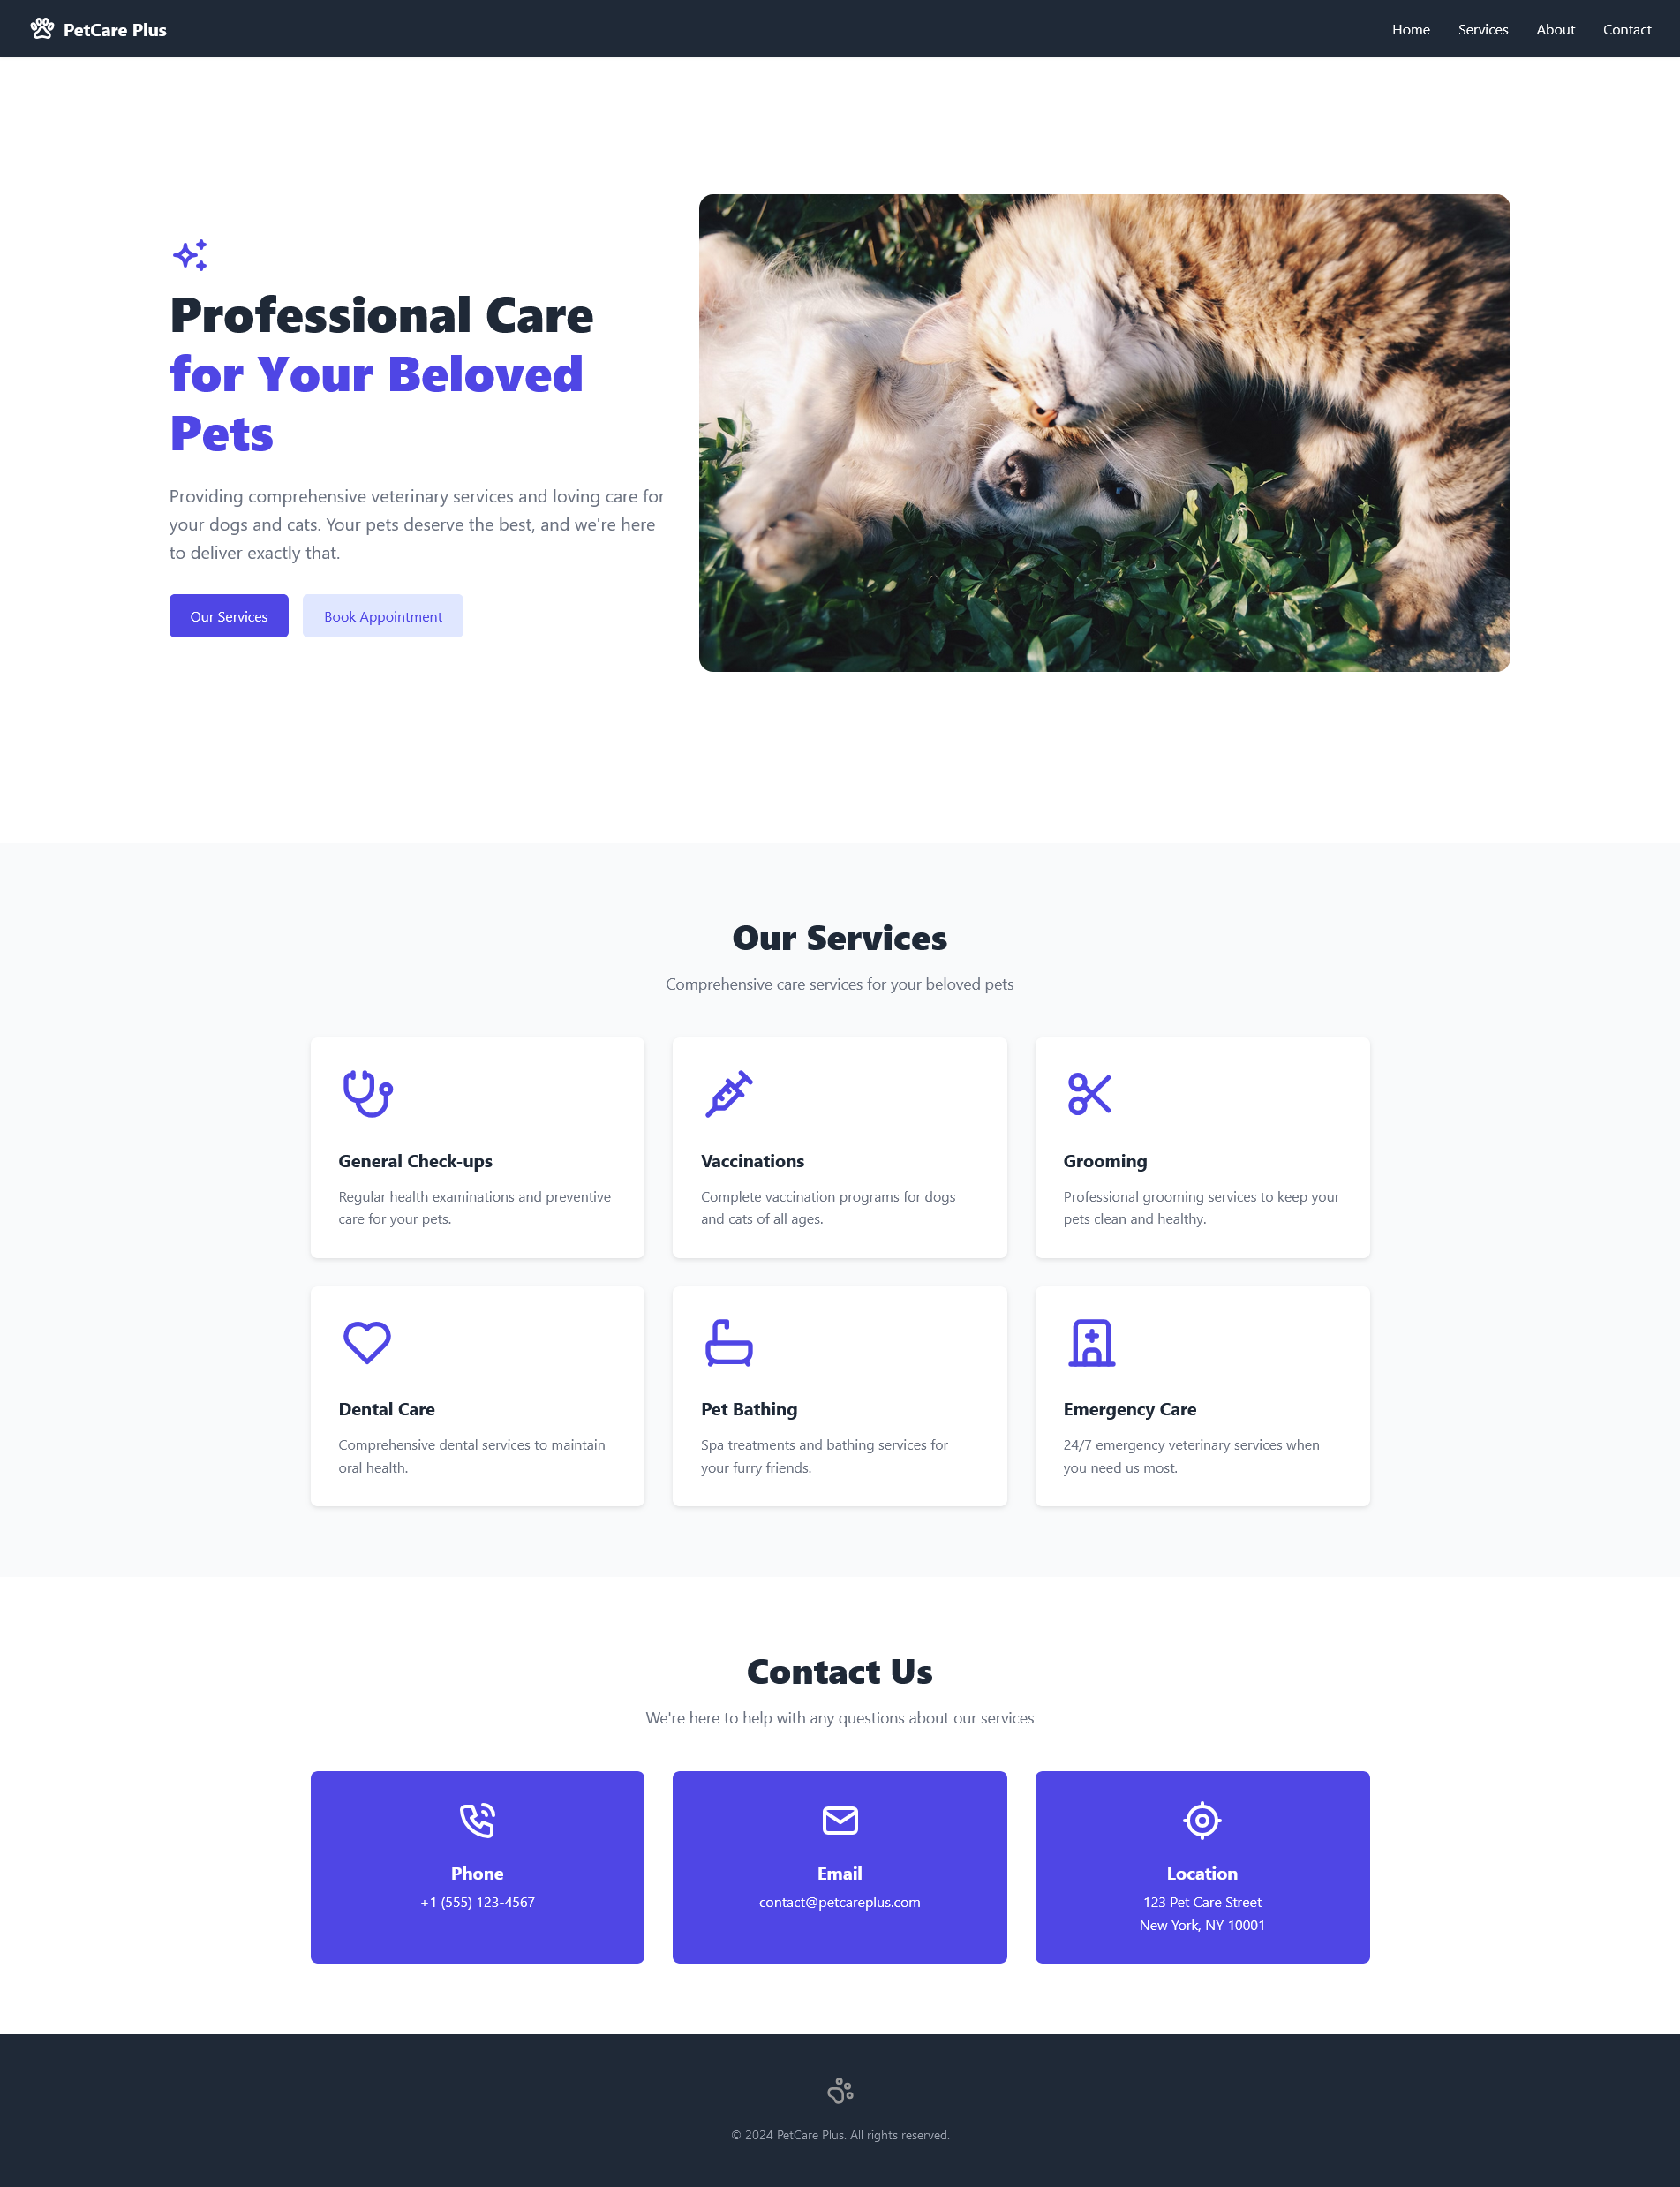 PetCare Plus
Home
Services
About
Contact
Professional Care
for Your Beloved
Pets
Providing comprehensive veterinary services and loving care for
your dogs and cats. Your pets deserve the best, and we're here
to deliver exactly that.
Our Services
Book Appointment
Our Services
Comprehensive care services for your beloved pets
General Check-ups
Regular health examinations and preventive
care for your pets.
Vaccinations
Complete vaccination programs for dogs
and cats of all ages.
Grooming
Professional grooming services to keep your
pets clean and healthy.
Dental Care
Comprehensive dental services to maintain
oral health.
Pet Bathing
Spa treatments and bathing services for
your furry friends.
Emergency Care
24/7 emergency veterinary services when
you need us most.
Contact Us
We're here to help with any questions about our services
Phone
+1 (555) 123-4567
Email
contact@petcareplus.com
Location
123 Pet Care Street
New York, NY 10001
© 2024 PetCare Plus. All rights reserved.